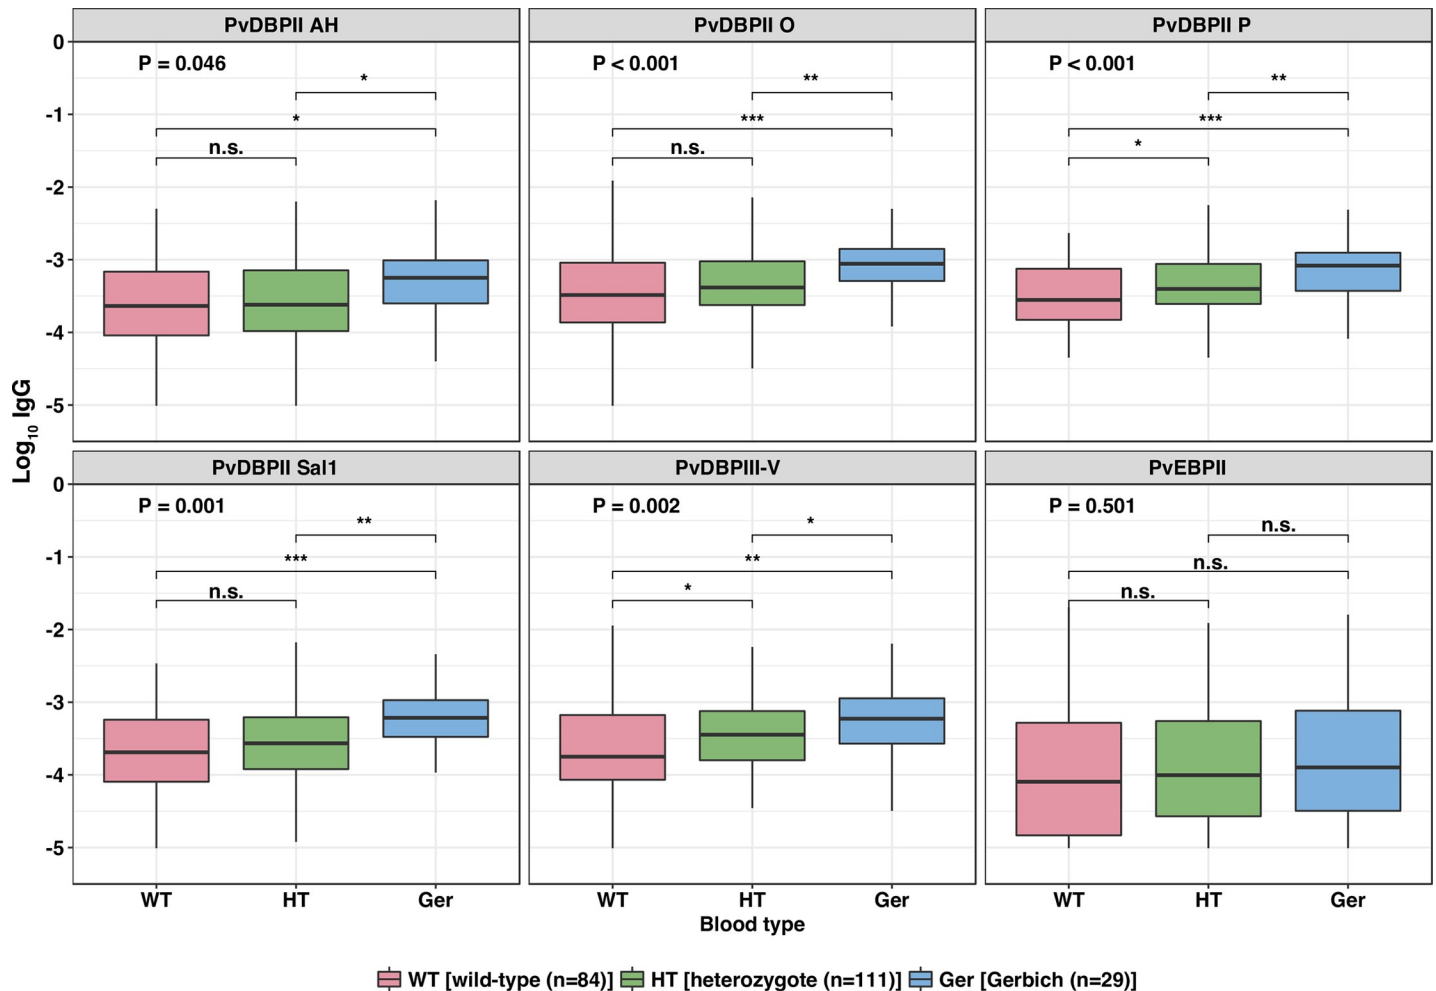 PvDBPII AH
PvDBPII O
PvDBPII P
P = 0.046
*
*
n.s.
P < 0.001
**
***
n.s.
P < 0.001
**
***
*
0
-1
-2
-3
-4
-5
Log10 IgG
PvDBPII Sal1
PvDBPIII-V
PvEBPII
P = 0.001
**
***
n.s.
P = 0.002
*
**
*
P = 0.501
n.s.
n.s.
n.s.
0
-1
-2
-3
-4
-5
WT HT Ger
WT HT Ger
WT HT Ger
Blood type
WT [wild-type (n=84)] HT [heterozygote (n=111)] Ger [Gerbich (n=29)]